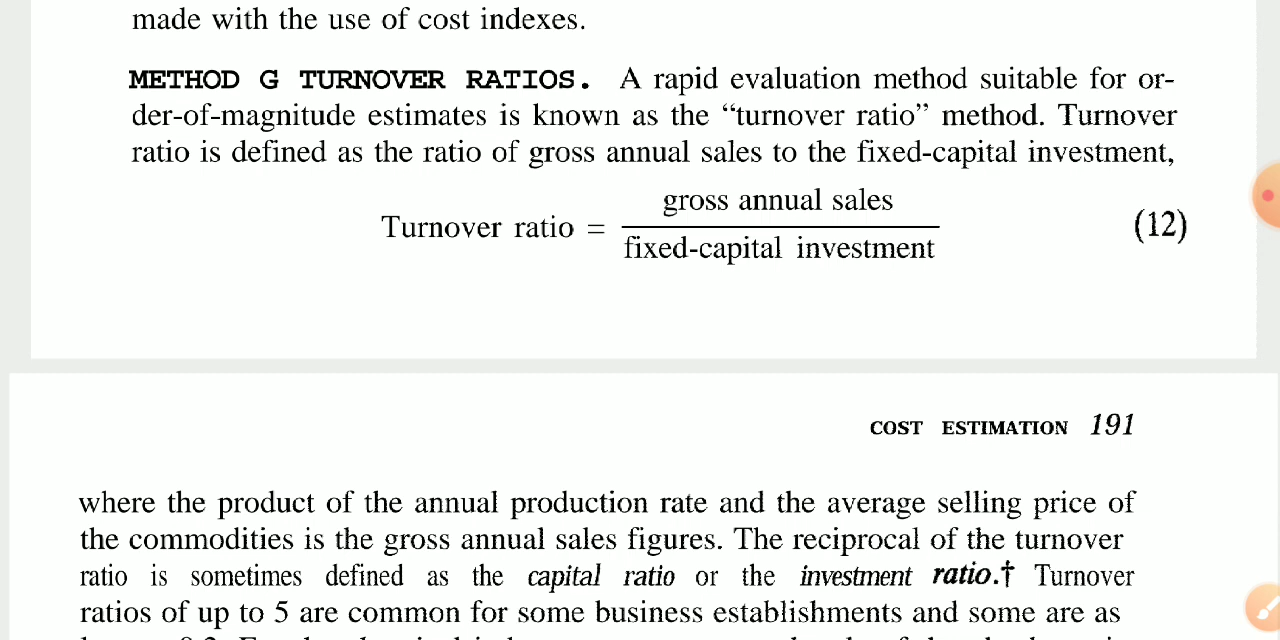 made with the use of cost indexes.
METHOD G TURNOVER RATIOS. A rapid evaluation method suitable for or-
der-of-magnitude estimates is known as the “turnover ratio” method. Turnover
ratio is defined as the ratio of gross annual sales to the fixed-capital investment,
gross annual sales
Turnover ratio =
fixed-capital investment
(12)
COST ESTIMATION 191
where the product of the annual production rate and the average selling price of
the commodities is the gross annual sales figures. The reciprocal of the turnover
ratio is sometimes defined as the capital ratio or the investment ratio.† Turnover
ratios of up to 5 are common for some business establishments and some are as